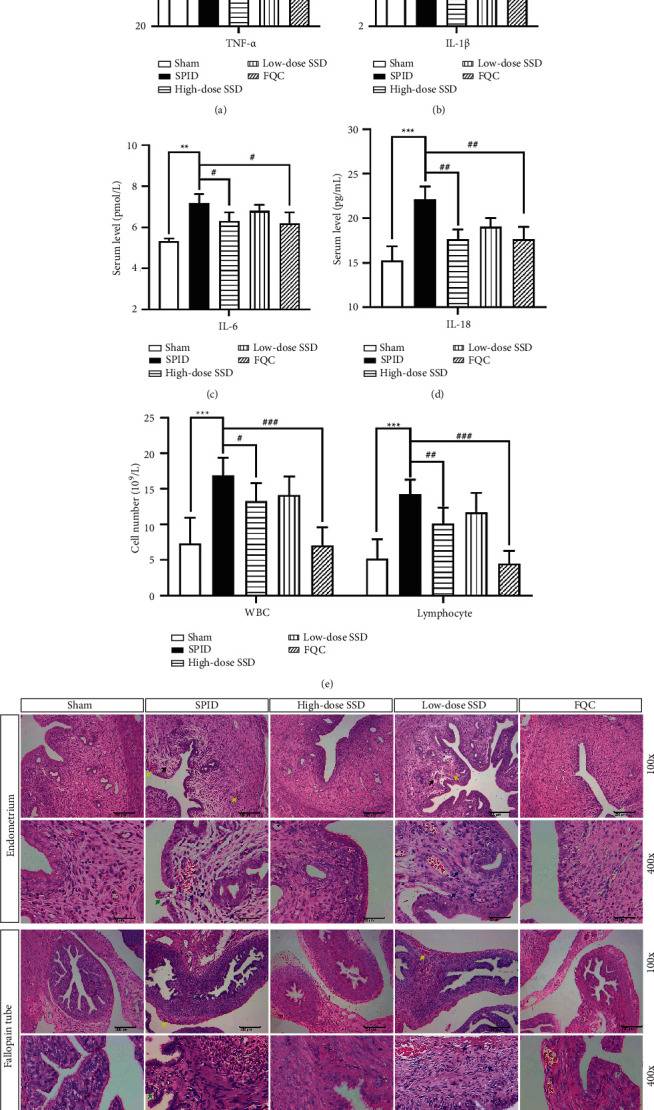 20
2
TNF-α
IL-1β
Sham
Low-dose SSD
SPID
FQC
High-dose SSD
Sham
Low-dose SSD
SPID
FQC
High-dose SSD
(a)
(b)
10
8
6
4
2
Serum level (pmol/L)
**
#
#
IL-6
30
25
20
15
10
Serum level (pg/mL)
***
##
##
IL-18
Sham
Low-dose SSD
SPID
FQC
High-dose SSD
Sham
Low-dose SSD
SPID
FQC
High-dose SSD
(c)
(d)
25
20
15
10
5
0
Cell number (10⁹/L)
***
###
#
***
###
##
WBC
Lymphocyte
Sham
Low-dose SSD
SPID
FQC
High-dose SSD
(e)
Sham
SPID
High-dose SSD
Low-dose SSD
FQC
Endometrium
100x
400x
Fallopain tube
100x
400x